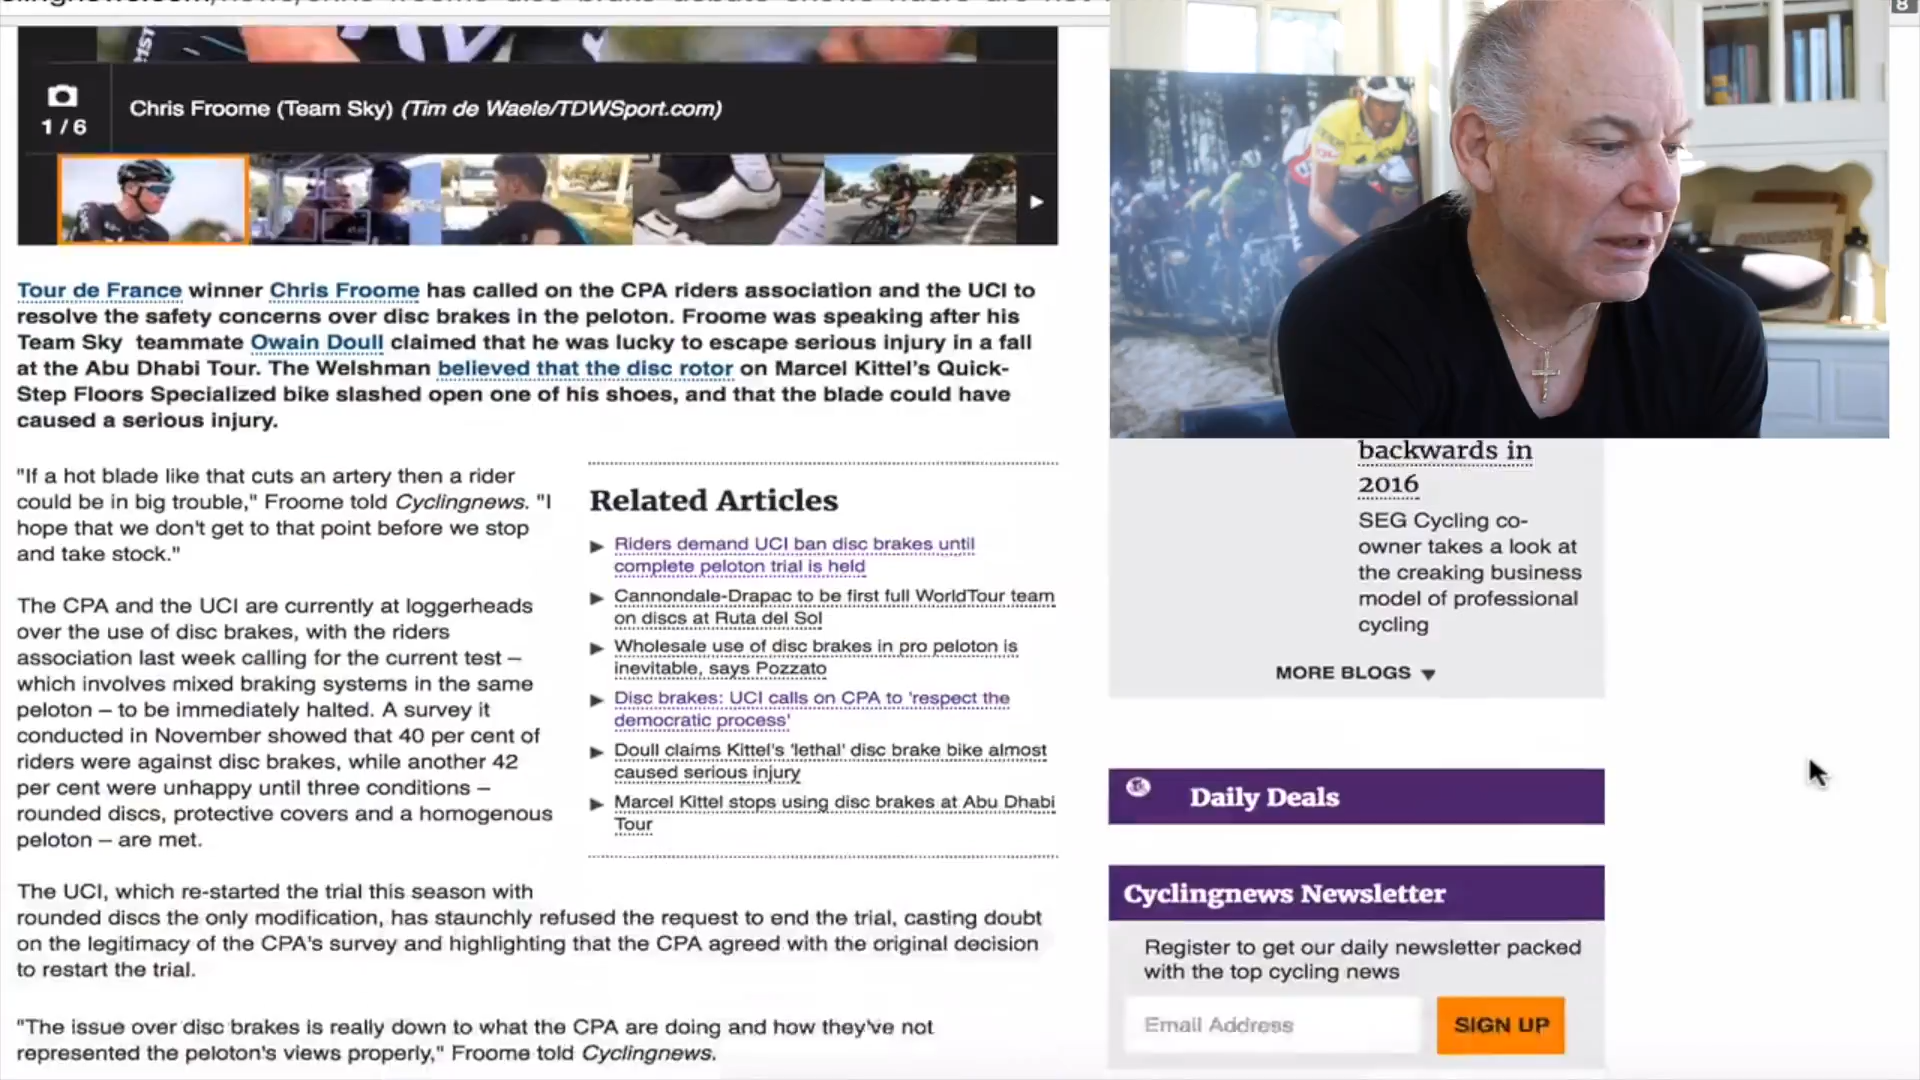 1 / 6
Chris Froome (Team Sky) (Tim de Waele/TDWSport.com)
Tour de France winner Chris Froome has called on the CPA riders association and the UCI to
resolve the safety concerns over disc brakes in the peloton. Froome was speaking after his
Team Sky teammate Owain Doull claimed that he was lucky to escape serious injury in a fall
at the Abu Dhabi Tour. The Welshman believed that the disc rotor on Marcel Kittel's Quick-
Step Floors Specialized bike slashed open one of his shoes, and that the blade could have
caused a serious injury.
"If a hot blade like that cuts an artery then a rider
could be in big trouble," Froome told Cyclingnews. "I
hope that we don't get to that point before we stop
and take stock."
The CPA and the UCI are currently at loggerheads
over the use of disc brakes, with the riders
association last week calling for the current test –
which involves mixed braking systems in the same
peloton – to be immediately halted. A survey it
conducted in November showed that 40 per cent of
riders were against disc brakes, while another 42
per cent were unhappy until three conditions –
rounded discs, protective covers and a homogenous
peloton – are met.
The UCI, which re-started the trial this season with
rounded discs the only modification, has staunchly refused the request to end the trial, casting doubt
on the legitimacy of the CPA's survey and highlighting that the CPA agreed with the original decision
to restart the trial.
"The issue over disc brakes is really down to what the CPA are doing and how they've not
represented the peloton's views properly," Froome told Cyclingnews.
Related Articles
Riders demand UCI ban disc brakes until
complete peloton trial is held
Cannondale-Drapac to be first full WorldTour team
on discs at Ruta del Sol
Wholesale use of disc brakes in pro peloton is
inevitable, says Pozzato
Disc brakes: UCI calls on CPA to 'respect the
democratic process'
Doull claims Kittel's 'lethal' disc brake bike almost
caused serious injury
Marcel Kittel stops using disc brakes at Abu Dhabi
Tour
backwards in
2016
SEG Cycling co-
owner takes a look at
the creaking business
model of professional
cycling
MORE BLOGS
Daily Deals
Cyclingnews Newsletter
Register to get our daily newsletter packed
with the top cycling news
Email Address
SIGN UP